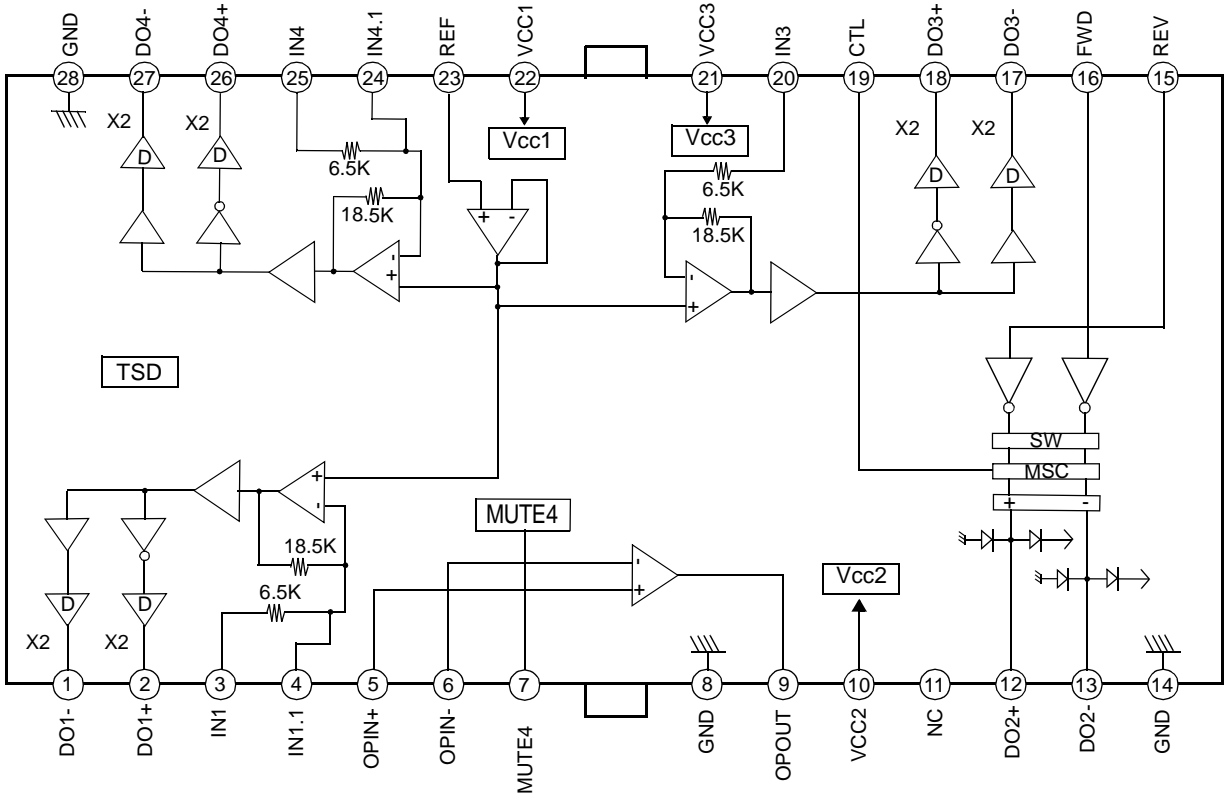 GND
DO4-
DO4+
IN4
IN4.1
REF
VCC1
VCC3
IN3
CTL
DO3+
DO3-
FWD
REV
28
27
26
25
24
23
22
21
20
19
18
17
16
15
X2
X2
Vcc1
Vcc3
X2
X2
D
D
6.5K
6.5K
D
D
18.5K
18.5K
+
-
-
+
-
+
TSD
SW
MSC
+
-
+
-
MUTE4
18.5K
6.5K
-
+
Vcc2
D
D
X2
X2
1
2
3
4
5
6
7
8
9
10
11
12
13
14
DO1-
DO1+
IN1
IN1.1
OPIN+
OPIN-
MUTE4
GND
OPOUT
VCC2
NC
DO2+
DO2-
GND